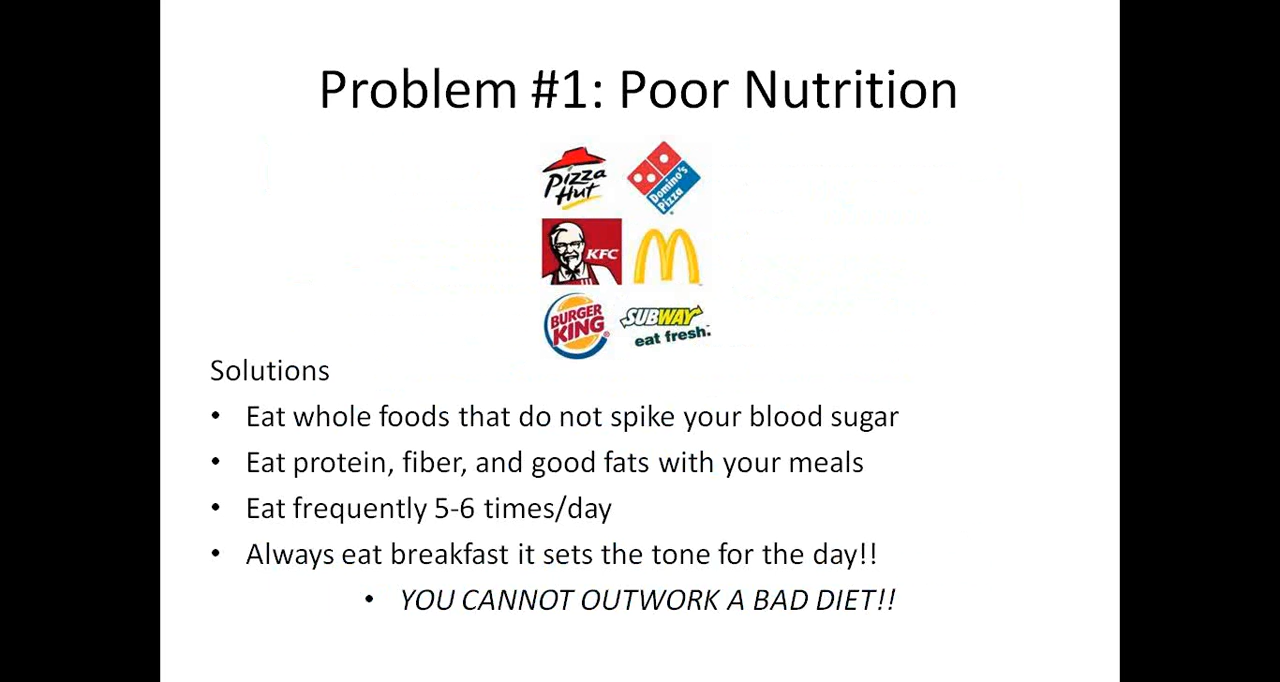 Problem #1: Poor Nutrition
Pizza
Hut
Domino's
Pizza
KFC
BURGER
KING
SUBWAY
eat fresh.
Solutions
• Eat whole foods that do not spike your blood sugar
• Eat protein, fiber, and good fats with your meals
• Eat frequently 5-6 times/day
• Always eat breakfast it sets the tone for the day!!
• YOU CANNOT OUTWORK A BAD DIET!!